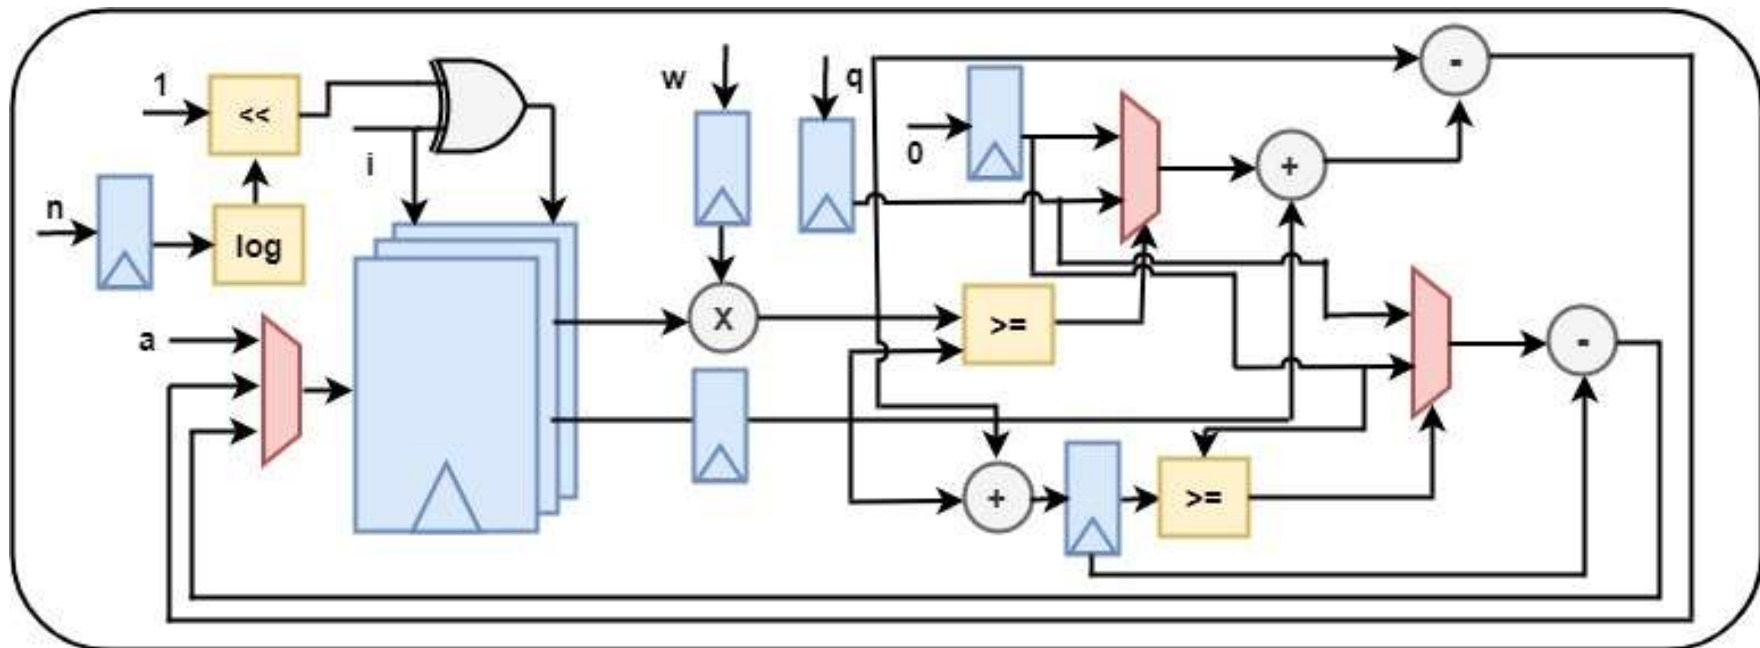 1
<<
w
q
-
0
i
+
n
log
X
>=
a
-
+
>=